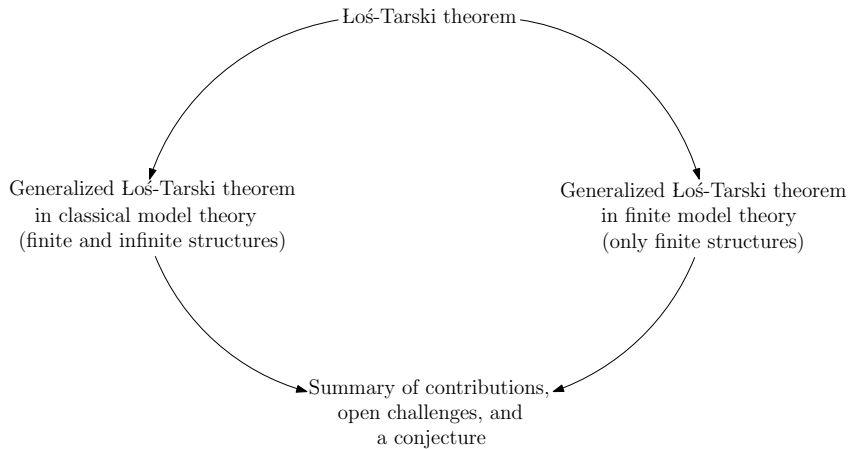 Łoś-Tarski theorem
Generalized Łoś-Tarski theorem
in classical model theory
(finite and infinite structures)
Generalized Łoś-Tarski theorem
in finite model theory
(only finite structures)
Summary of contributions,
open challenges, and
a conjecture